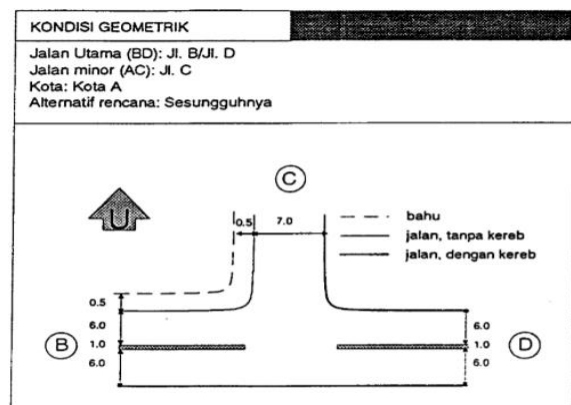 KONDISI GEOMETRIK
Jalan Utama (BD): Jl. B/Jl. D
Jalan minor (AC): Jl. C
Kota: Kota A
Alternatif rencana: Sesungguhnya
C
U
0.5
7.0
bahu
jalan, tanpa kereb
jalan, dengan kereb
0.5
6.0
6.0
B
1.0
1.0
D
6.0
6.0